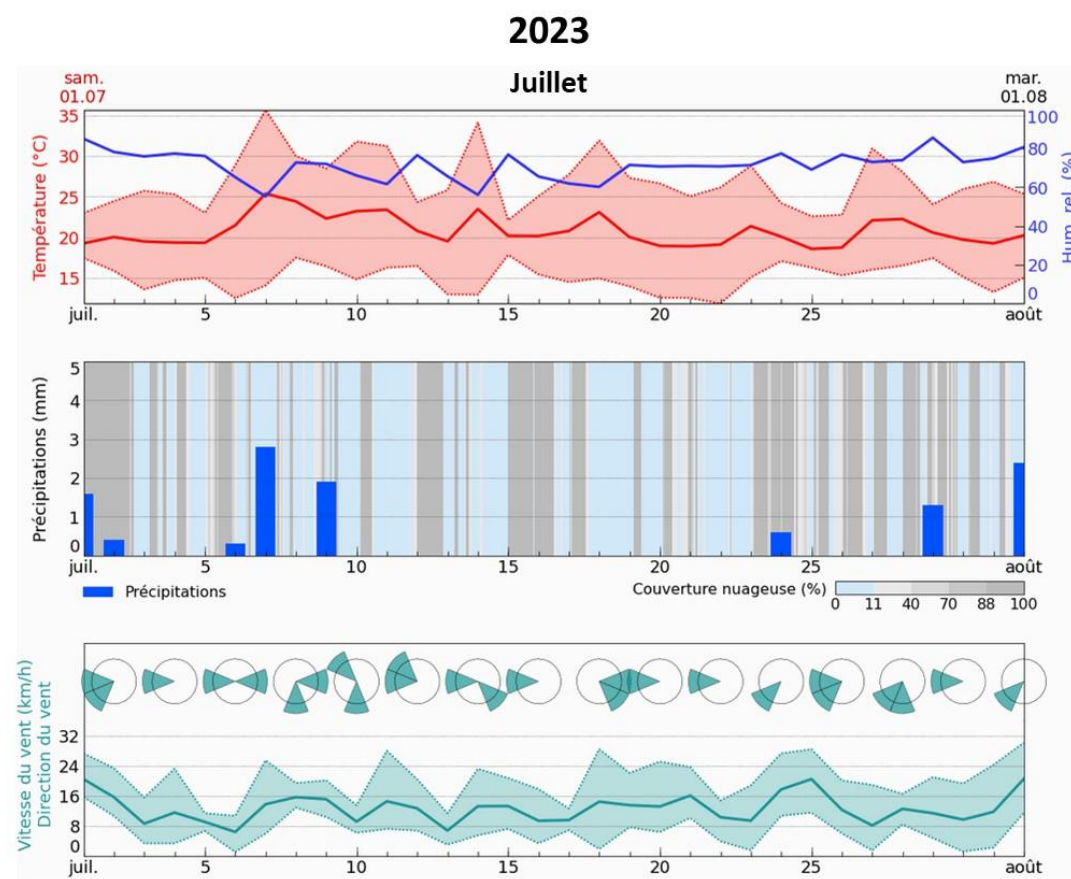 2023
Juillet
sam.
01.07
mar.
01.08
Température (°C)
35
30
25
20
15
100
80
60
40
20
0
Hum. rel. (%)
juil. 5 10 15 20 25 août
Précipitations (mm)
5
4
3
2
1
0
juil. 5 10 15 20 25 août
Précipitations
Couverture nuageuse (%)
0 11 40 70 88 100
Vitesse du vent (km/h)
Direction du vent
32
24
16
8
0
juil. 5 10 15 20 25 août